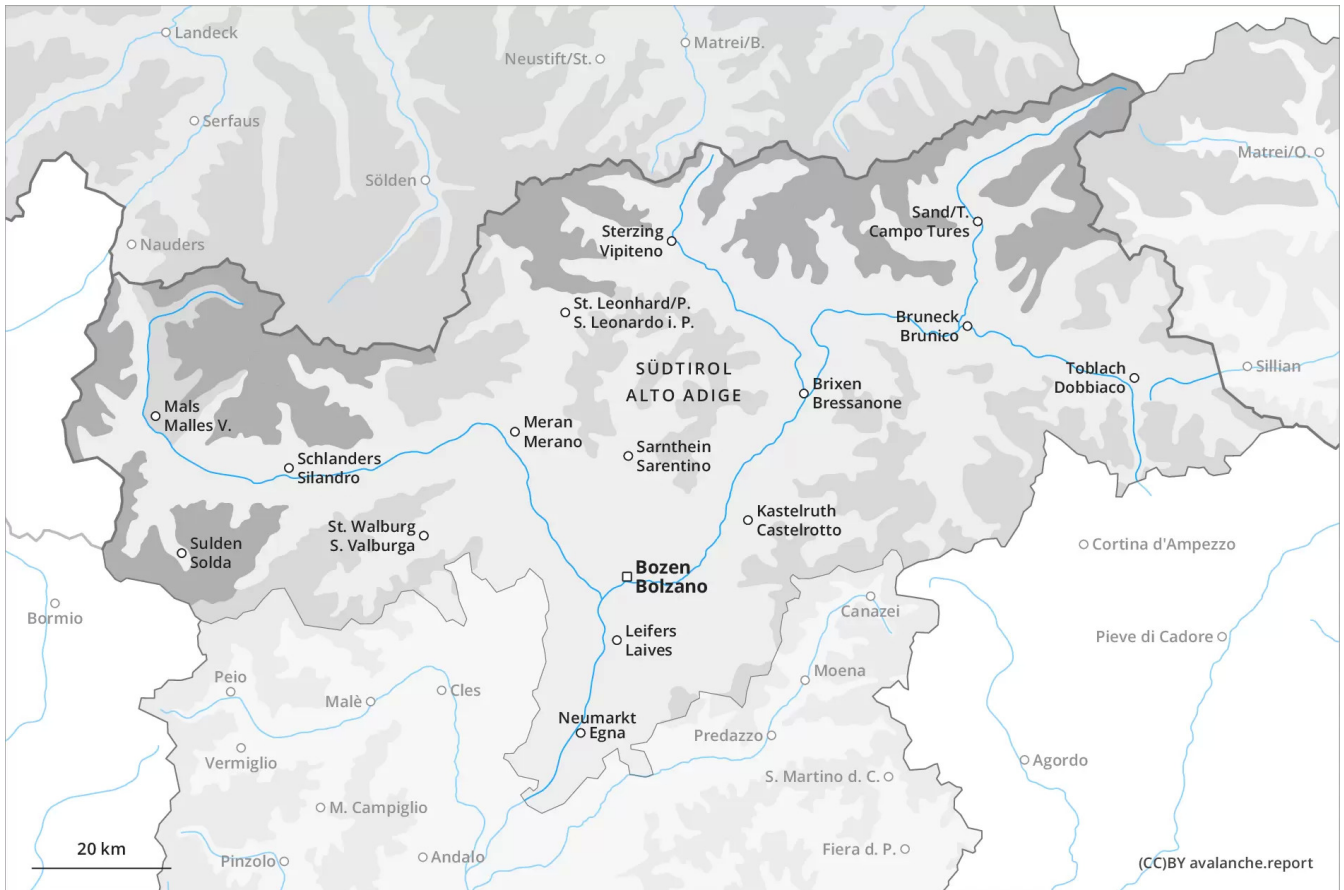 Landeck
Matrei/B.
Neustift/St.
Serfaus
Matrei/O.
Sölden
Nauders
Sand/T.
Campo Tures
Sterzing
Vipiteno
St. Leonhard/P.
S. Leonardo i. P.
Bruneck
Brunico
SÜDTIROL
ALTO ADIGE
Toblach
Dobbiaco
Sillian
Brixen
Bressanone
Mals
Malles V.
Meran
Merano
Sarnthein
Sarentino
Schlanders
Silandro
Kastelruth
Castelrotto
St. Walburg
S. Valburga
Sulden
Solda
Cortina d'Ampezzo
Bozen
Bolzano
Bormio
Canazei
Leifers
Laives
Pieve di Cadore
Peio
Moena
Malè
Cles
Neumarkt
Egna
Predazzo
Vermiglio
Agordo
S. Martino d. C.
M. Campiglio
20 km
Pinzolo
Andalo
Fiera d. P.
(CC)BY avalanche.report